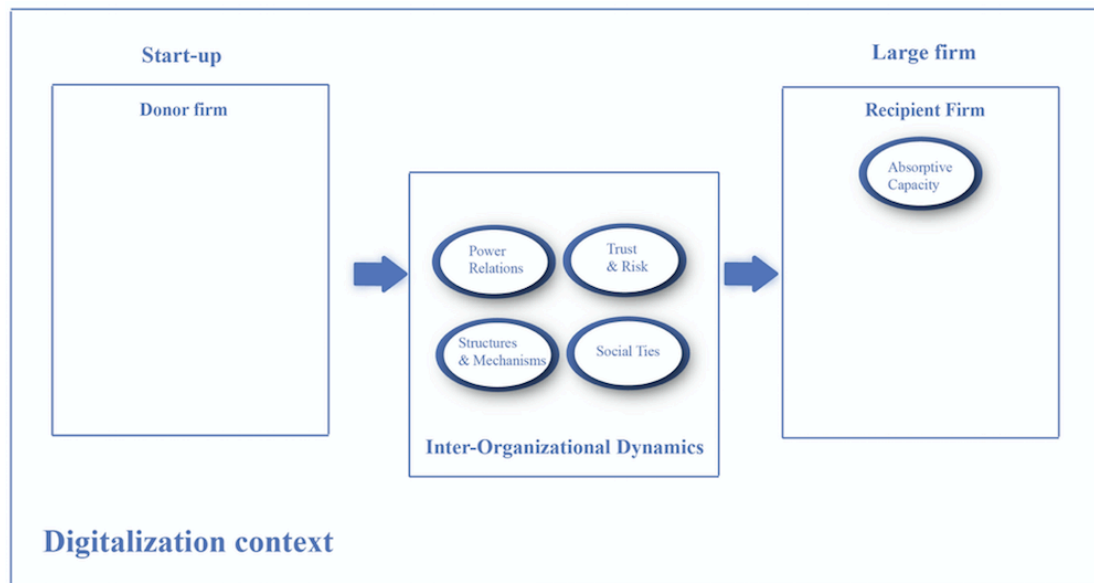 Start-up
Donor firm
Large firm
Recipient Firm
Absorptive
Capacity
Power
Relations
Trust
& Risk
Structures
& Mechanisms
Social Ties
Inter-Organizational Dynamics
Digitalization context